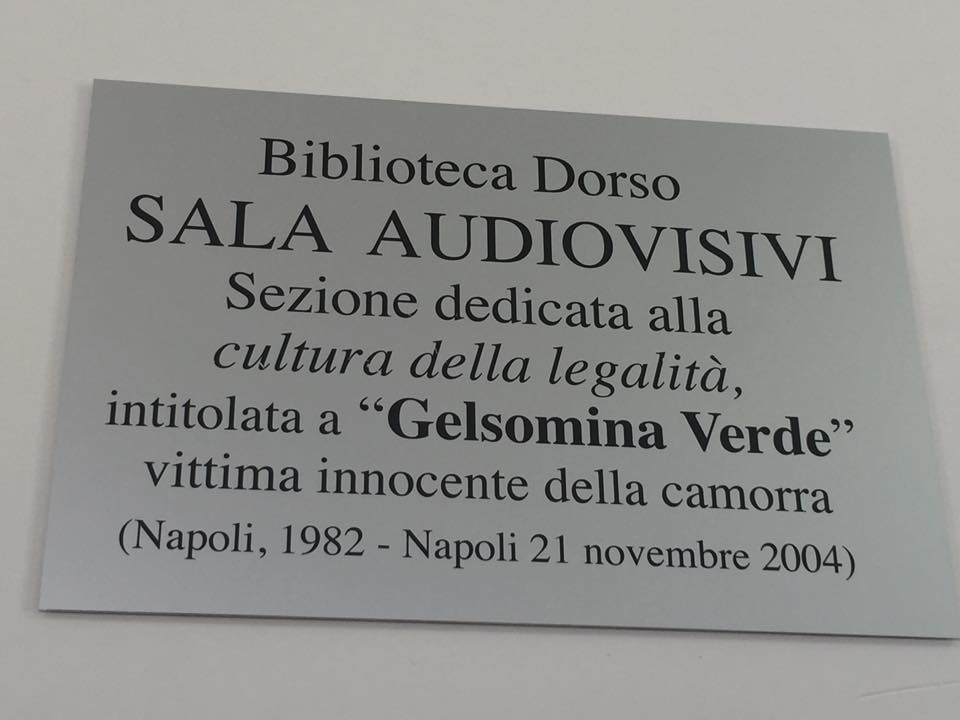 Biblioteca Dorso
SALA AUDIOVISIVI
Sezione dedicata alla
cultura della legalità,
intitolata a “Gelsomina Verde”
vittima innocente della camorra
(Napoli, 1982 - Napoli 21 novembre 2004)